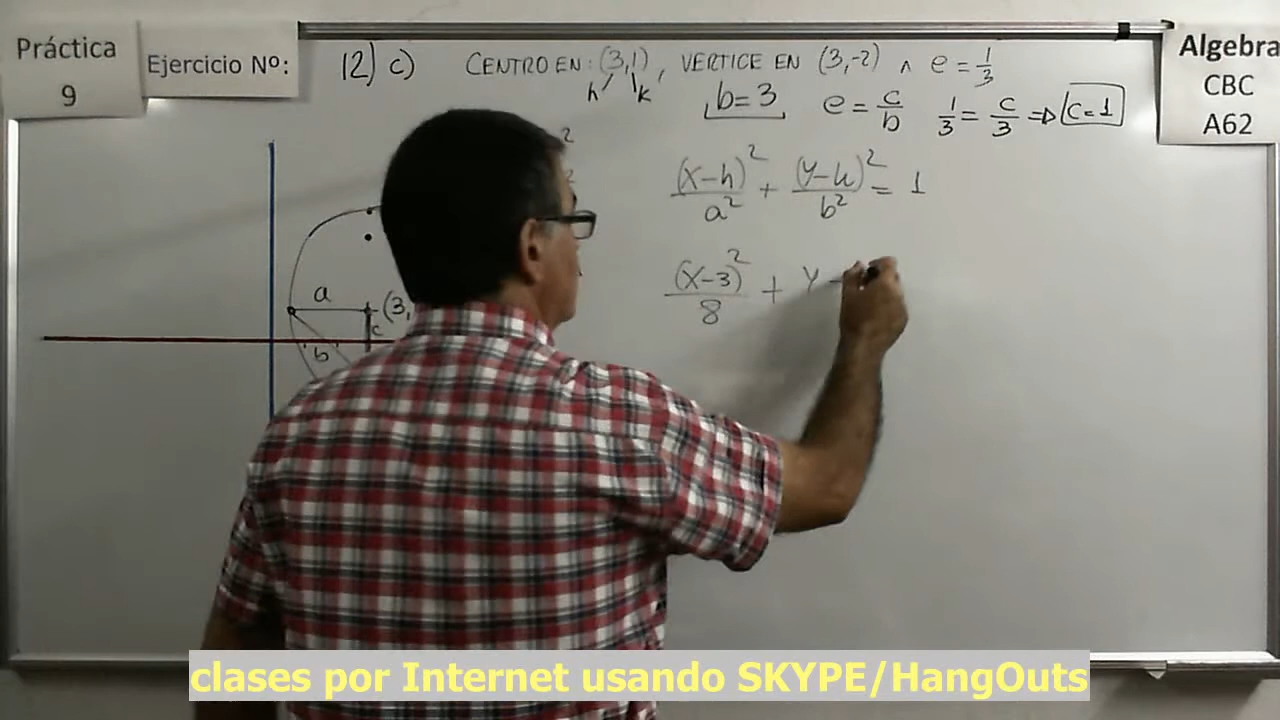 Práctica
9
Ejercicio Nº:
12) c) CENTRO EN: (3,1), VERTICE EN (3,-2) ∧ e = 1/3
h k
b = 3 e = c/b 1/3 = c/3 ⇒ c = 1
Algebra
CBC
A62
(x-h)²/a² + (y-k)²/b² = 1
(x-3)²/8 + y -
a
(3,
c
b
clases por Internet usando SKYPE/HangOuts